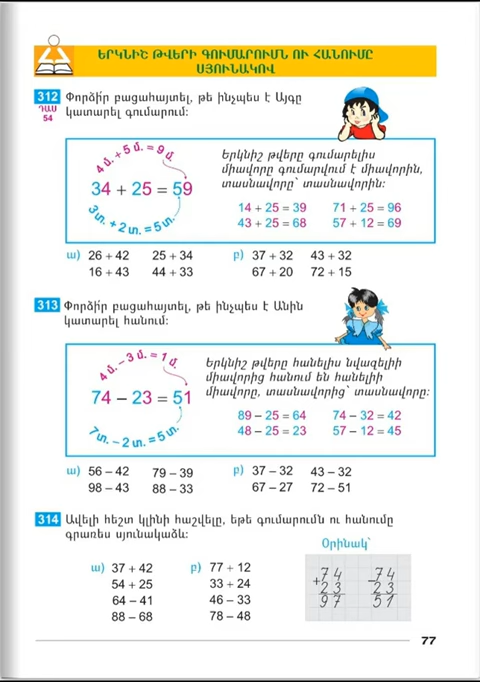 ԵՐԿՆԻՇ ԹՎԵՐԻ ԳՈՒՄԱՐՈՒՄՆ ՈՒ ՀԱՆՈՒՄԸ
ՍՅՈՒՆԱԿՈՎ
312 Փորձի՛ր բացահայտել, թե ինչպես է Այգը
ԴԱՍ կատարել գումարում:
54
4 մ. + 5 մ. = 9 մ.
34 + 25 = 59
3 տ. + 2 տ. = 5 տ.
Երկնիշ թվերը գումարելիս
միավորը գումարվում է միավորին,
տասնավորը՝ տասնավորին:
14 + 25 = 39 71 + 25 = 96
43 + 25 = 68 57 + 12 = 69
ա) 26 + 42 25 + 34 բ) 37 + 32 43 + 32
16 + 43 44 + 33 67 + 20 72 + 15
313 Փորձի՛ր բացահայտել, թե ինչպես է Անին
կատարել հանում:
4 մ. – 3 մ. = 1 մ.
74 – 23 = 51
7 տ. – 2 տ. = 5 տ.
Երկնիշ թվերը հանելիս նվազելիի
միավորից հանում են հանելիի
միավորը, տասնավորից՝ տասնավորը:
89 – 25 = 64 74 – 32 = 42
48 – 25 = 23 57 – 12 = 45
ա) 56 – 42 79 – 39 բ) 37 – 32 43 – 32
98 – 43 88 – 33 67 – 27 72 – 51
314 Ավելի հեշտ կլինի հաշվելը, եթե գումարումն ու հանումը
գրառես սյունակաձև:
Օրինակ՝
ա) 37 + 42 բ) 77 + 12
54 + 25 33 + 24
64 – 41 46 – 33
88 – 68 78 – 48
+74 –74
23 23
97 51
77